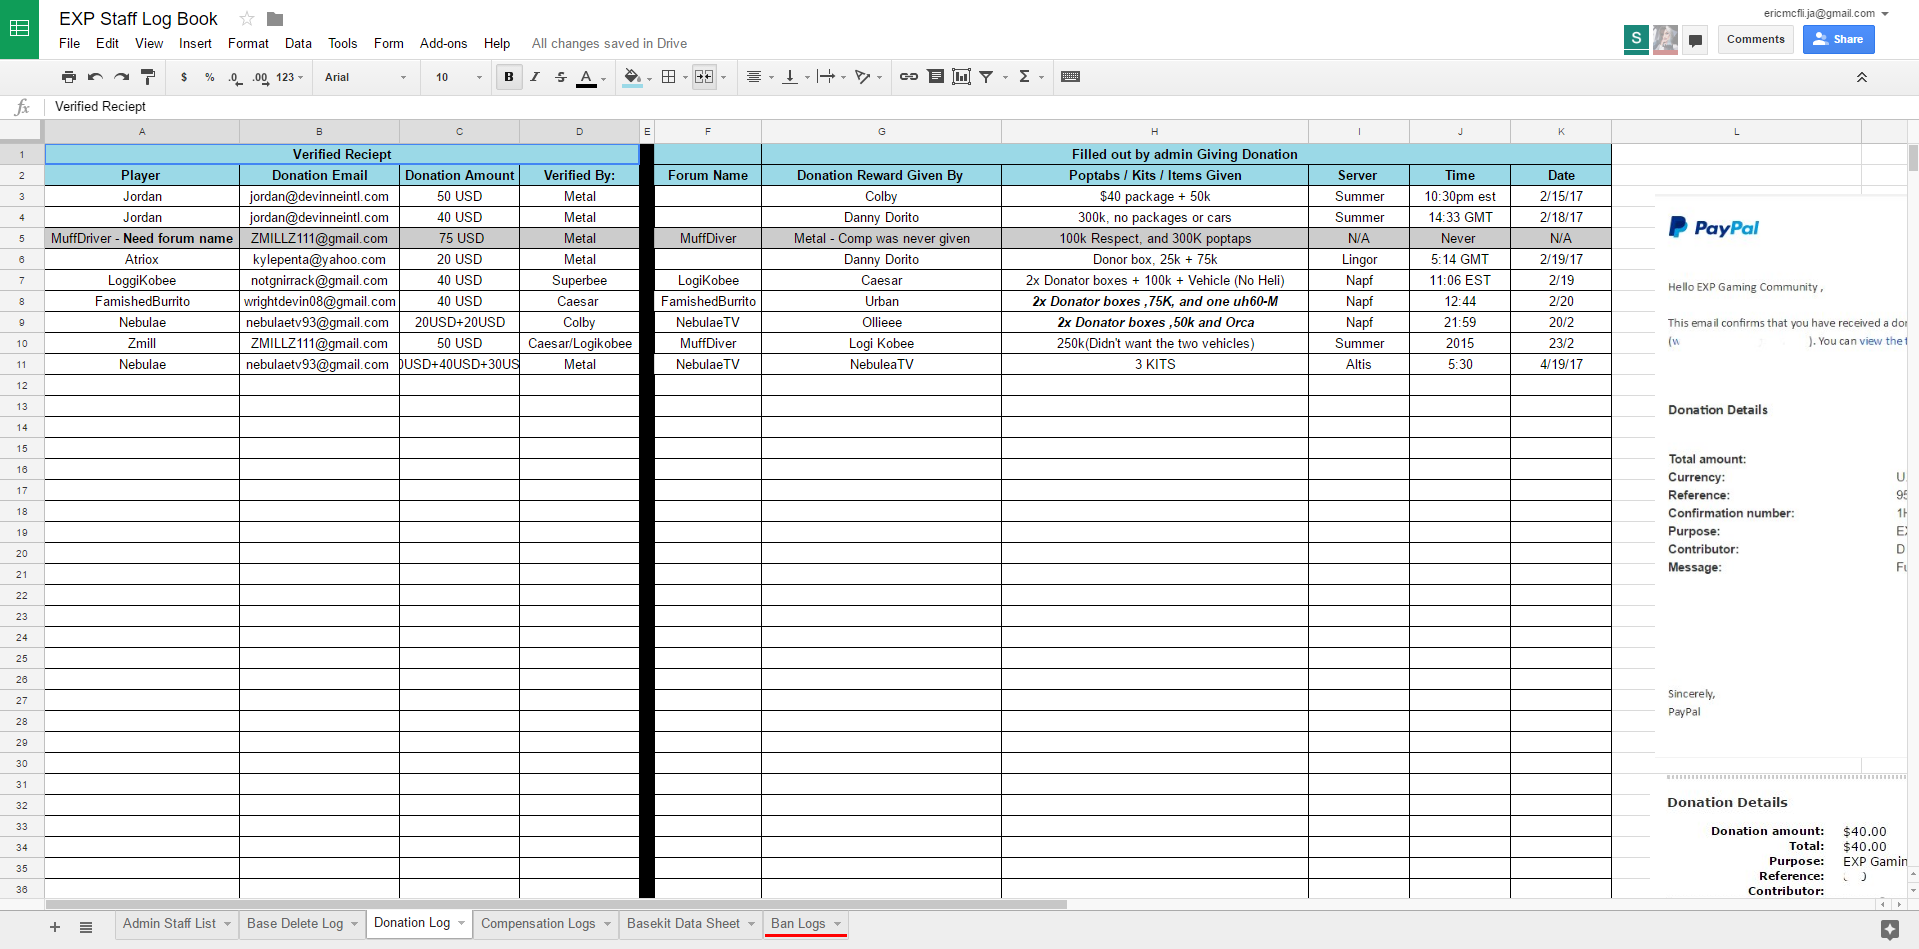 EXP Staff Log Book
ericmcfli.ja@gmail.com
File Edit View Insert Format Data Tools Form Add-ons Help All changes saved in Drive
S Comments Share
$ % .0 .00 123 Arial 10 B I S A Σ
fx Verified Reciept
A B C D E F G H I J K L
1 Verified Reciept Filled out by admin Giving Donation
2 Player Donation Email Donation Amount Verified By: Forum Name Donation Reward Given By Poptabs / Kits / Items Given Server Time Date
3 Jordan jordan@devinneintl.com 50 USD Metal Colby $40 package + 50k Summer 10:30pm est 2/15/17
4 Jordan jordan@devinneintl.com 40 USD Metal Danny Dorito 300k, no packages or cars Summer 14:33 GMT 2/18/17
5 MuffDriver - Need forum name ZMILLZ111@gmail.com 75 USD Metal MuffDiver Metal - Comp was never given 100k Respect, and 300K poptaps N/A Never N/A
6 Atriox kylepenta@yahoo.com 20 USD Metal Danny Dorito Donor box, 25k + 75k Lingor 5:14 GMT 2/19/17
7 LoggiKobee notgnirrack@gmail.com 40 USD Superbee LogiKobee Caesar 2x Donator boxes + 100k + Vehicle (No Heli) Napf 11:06 EST 2/19
8 FamishedBurrito wrightdevin08@gmail.com 40 USD Caesar FamishedBurrito Urban 2x Donator boxes ,75K, and one uh60-M Napf 12:44 2/20
9 Nebulae nebulaetv93@gmail.com 20USD+20USD Colby NebulaeTV Ollieee 2x Donator boxes ,50k and Orca Napf 21:59 20/2
10 Zmill ZMILLZ111@gmail.com 50 USD Caesar/Logikobee MuffDiver Logi Kobee 250k(Didn't want the two vehicles) Summer 2015 23/2
11 Nebulae nebulaetv93@gmail.com USD+40USD+30US Metal NebulaeTV NebuleaTV 3 KITS Altis 5:30 4/19/17
12
13
14
15
16
17
18
19
20
21
22
23
24
25
26
27
28
29
30
31
32
33
34
35
36
PayPal
Hello EXP Gaming Community ,
This email confirms that you have received a do
(w ). You can view the t
Donation Details
Total amount:
Currency: U
Reference: 95
Confirmation number: 1
Purpose: E
Contributor: D
Message:
Sincerely,
PayPal
Donation Details
Donation amount: $40.00
Total: $40.00
Purpose: EXP Gamin
Reference:
Contributor:
+ Admin Staff List Base Delete Log Donation Log Compensation Logs Basekit Data Sheet Ban Logs